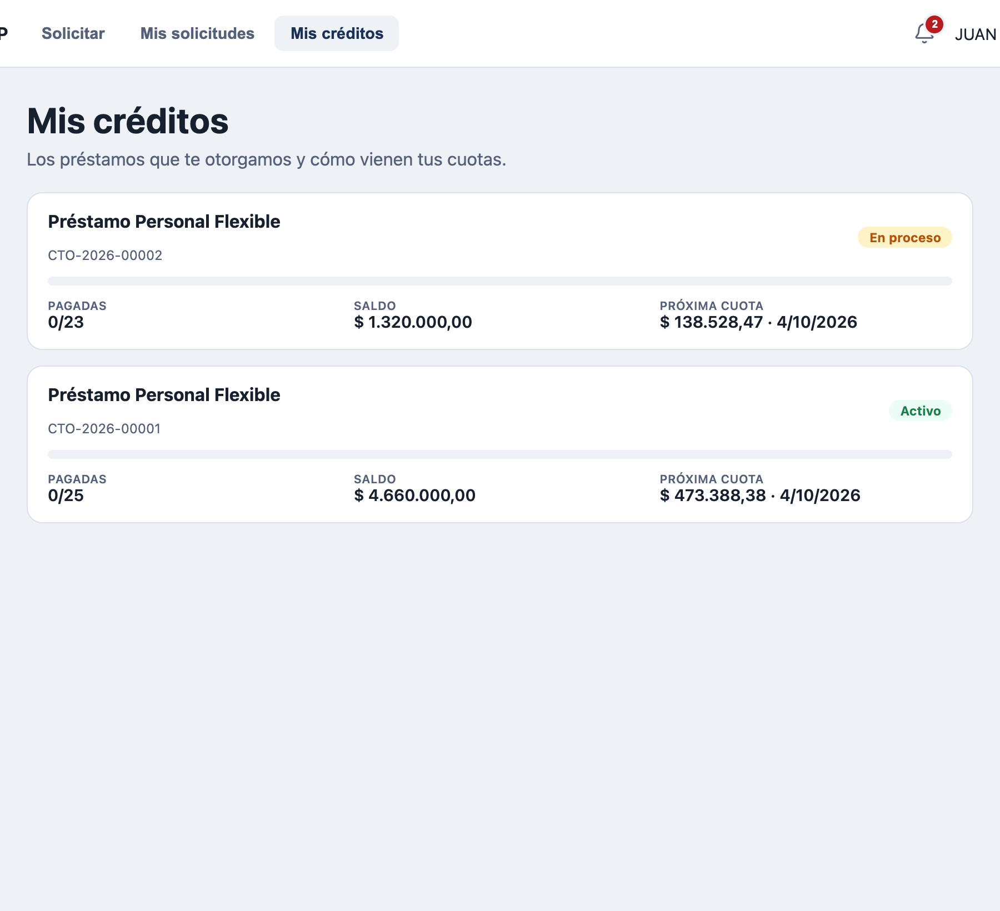 P Solicitar Mis solicitudes Mis créditos 2 JUAN
Mis créditos
Los préstamos que te otorgamos y cómo vienen tus cuotas.
Préstamo Personal Flexible
En proceso
CTO-2026-00002
PAGADAS SALDO PRÓXIMA CUOTA
0/23 $ 1.320.000,00 $ 138.528,47 · 4/10/2026
Préstamo Personal Flexible
Activo
CTO-2026-00001
PAGADAS SALDO PRÓXIMA CUOTA
0/25 $ 4.660.000,00 $ 473.388,38 · 4/10/2026